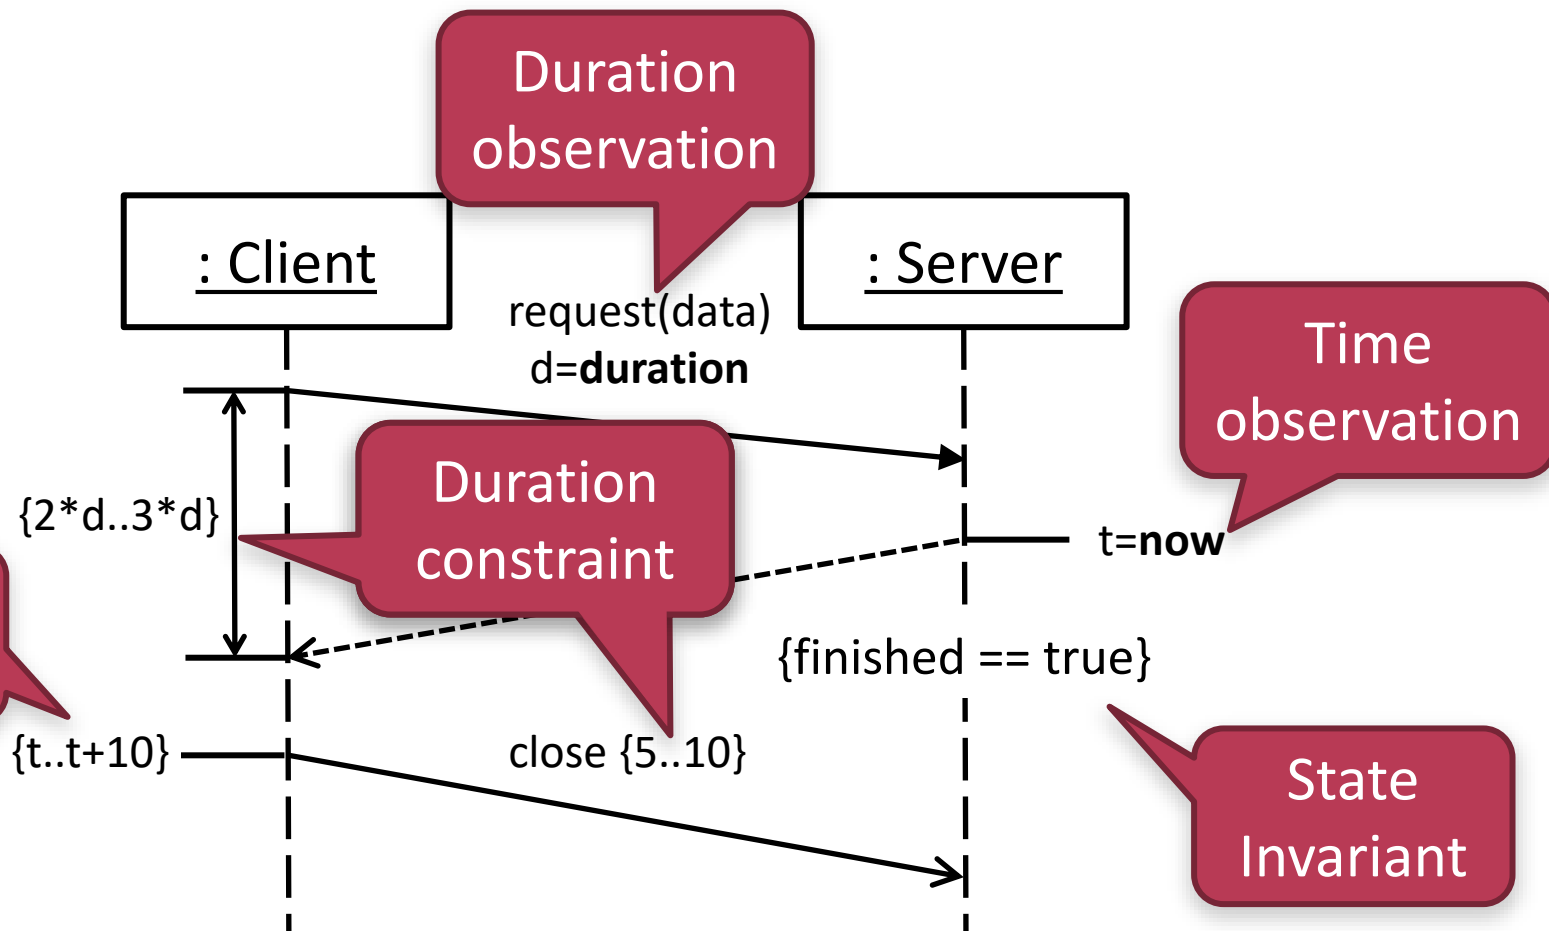 Duration
observation
: Client
: Server
request(data)
d=duration
Time
observation
Duration
constraint
{2*d..3*d}
t=now
{finished == true}
{t..t+10}
close {5..10}
State
Invariant